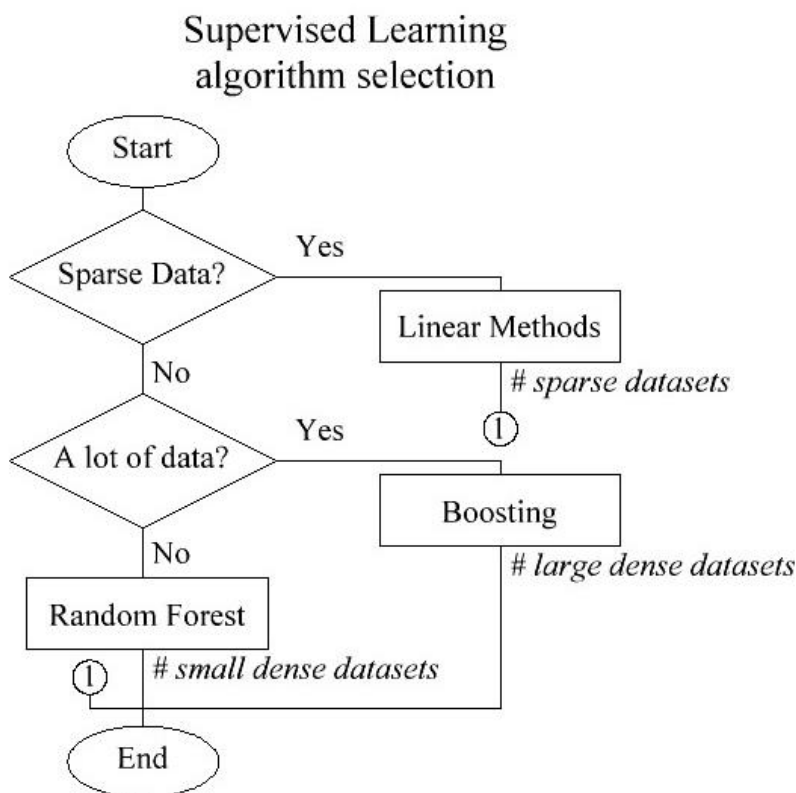 Supervised Learning
algorithm selection
Start
Sparse Data?
Yes
Linear Methods
# sparse datasets
1
No
A lot of data?
Yes
Boosting
# large dense datasets
No
Random Forest
# small dense datasets
1
End